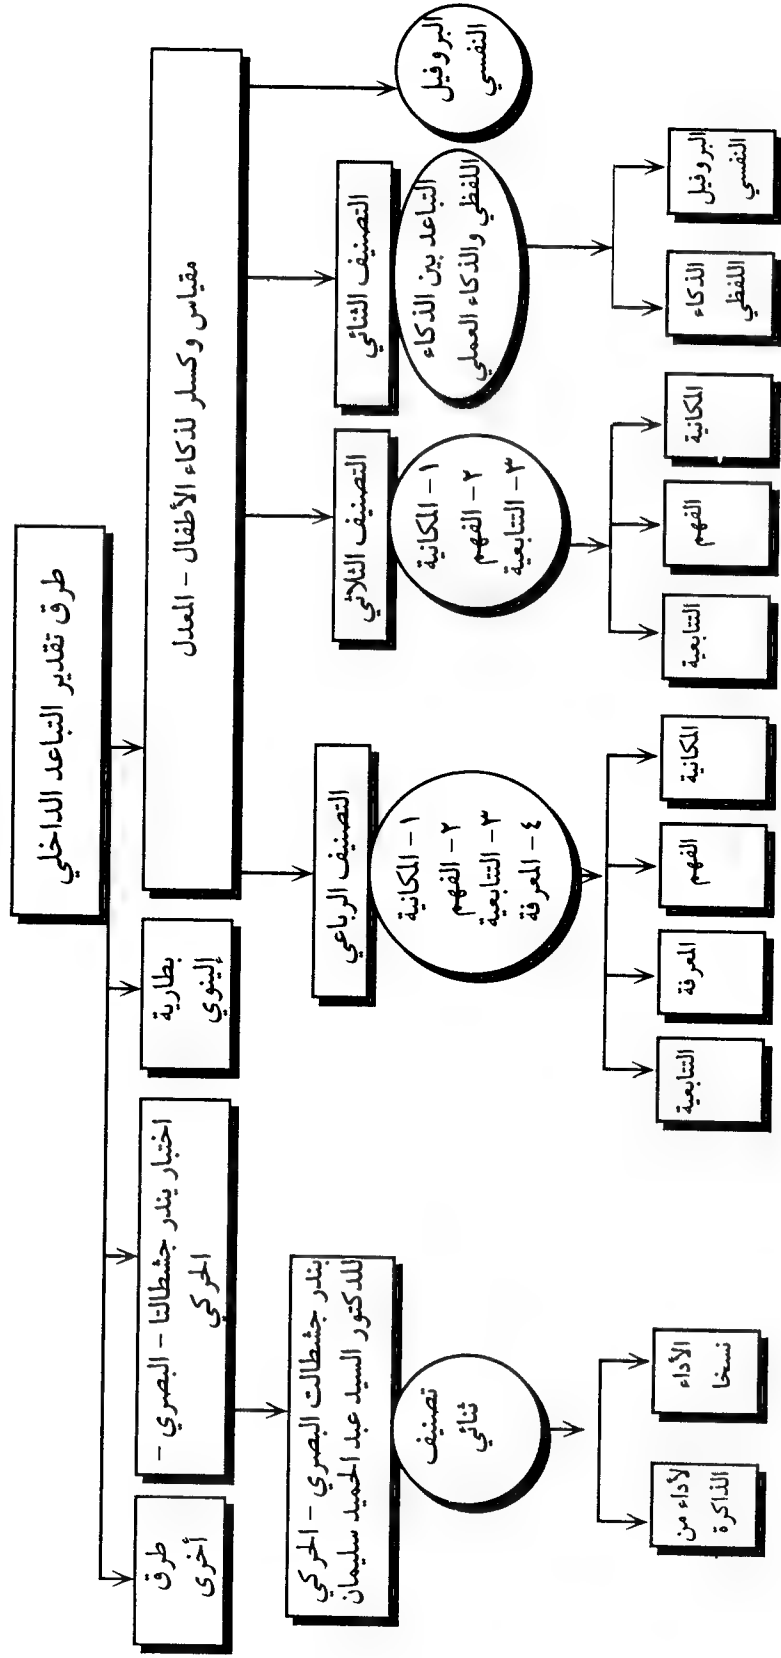 طرق تقدير التباعد الداخلي
مقياس وكسلر لذكاء الأطفال - المعدل
بطارية
إلينوي
اختبار بندر جشطالتا - البصري -
الحركي
طرق
أخرى
البروفيل
النفسي
التصنيف الثنائي
التباعد بين الذكاء
اللفظي والذكاء العملي
البروفيل
النفسي
الذكاء
اللفظي
التصنيف الثلاثي
١ - المكانية
٢ - الفهم
٣ - التتابعية
المكانية
الفهم
التتابعية
التصنيف الرباعي
١ - المكانية
٢ - الفهم
٣ - التتابعية
٤ - المعرفة
المكانية
الفهم
المعرفة
التتابعية
بندر جشطالت البصري - الحركي
للدكتور السيد عبد الحميد سليمان
تصنيف
ثنائي
الأداء
نسخا
لأداء من
الذاكرة